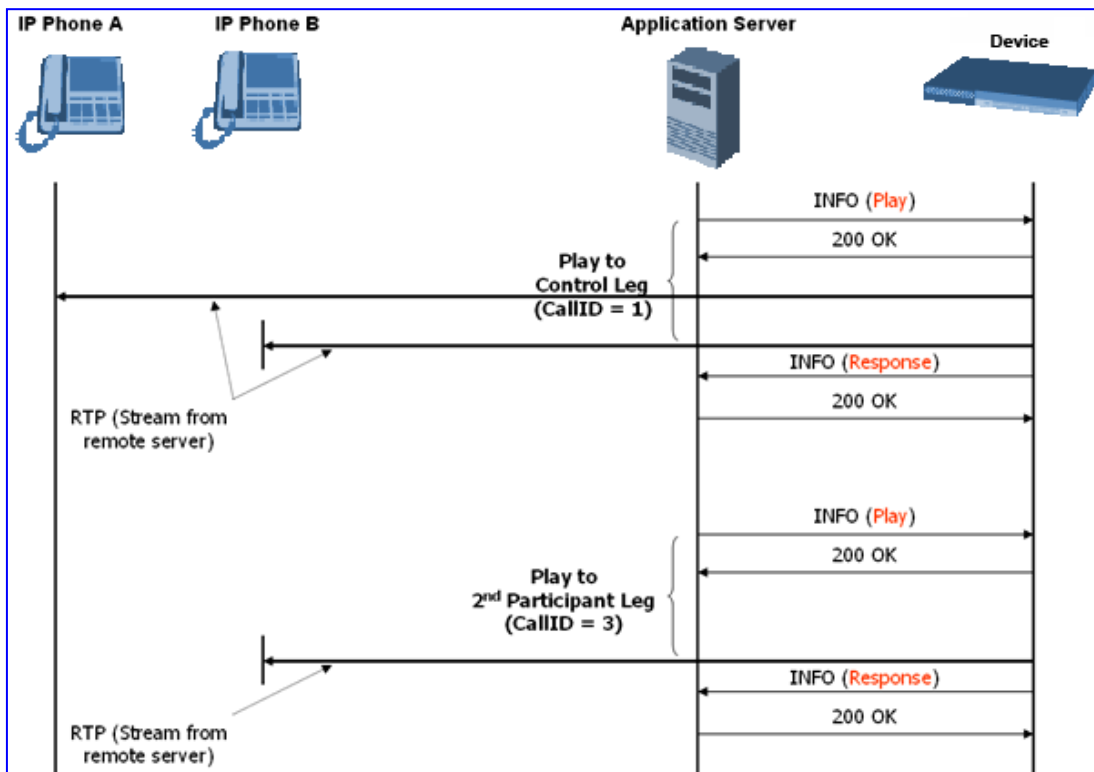 IP Phone A
IP Phone B
Application Server
Device
INFO (Play)
200 OK
Play to
Control Leg
(CallID = 1)
INFO (Response)
200 OK
RTP (Stream from
remote server)
INFO (Play)
200 OK
Play to
2nd Participant Leg
(CallID = 3)
INFO (Response)
200 OK
RTP (Stream from
remote server)